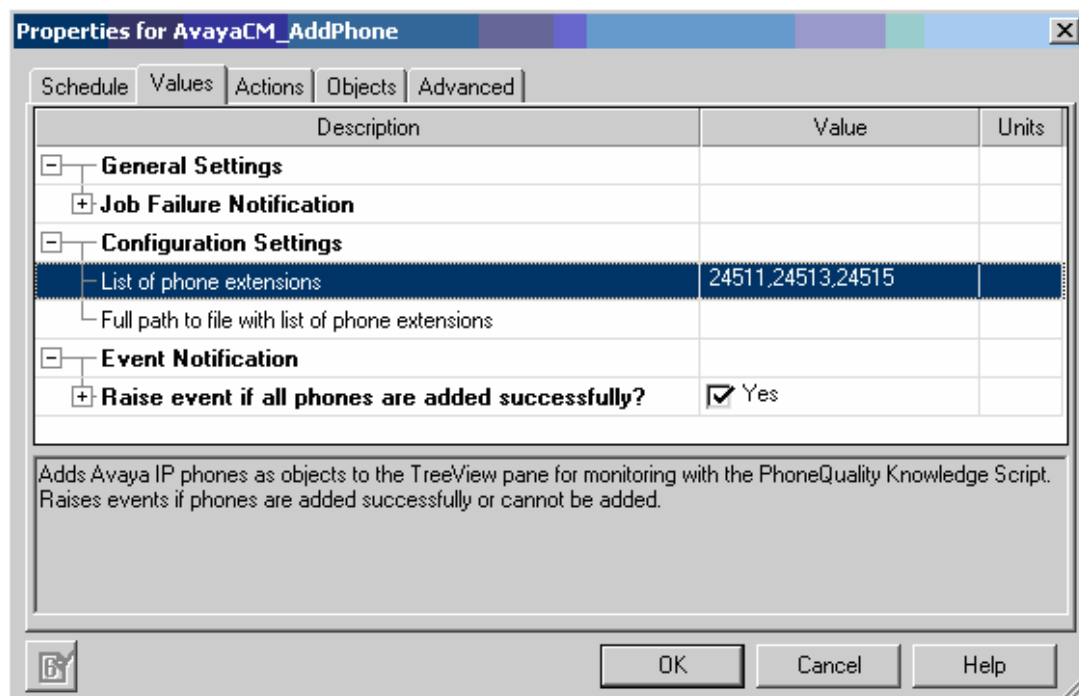 Properties for AvayaCM_AddPhone
Schedule Values Actions Objects Advanced
Description Value Units
General Settings
Job Failure Notification
Configuration Settings
List of phone extensions 24511,24513,24515
Full path to file with list of phone extensions
Event Notification
Raise event if all phones are added successfully? Yes
Adds Avaya IP phones as objects to the TreeView pane for monitoring with the PhoneQuality Knowledge Script.
Raises events if phones are added successfully or cannot be added.
OK Cancel Help